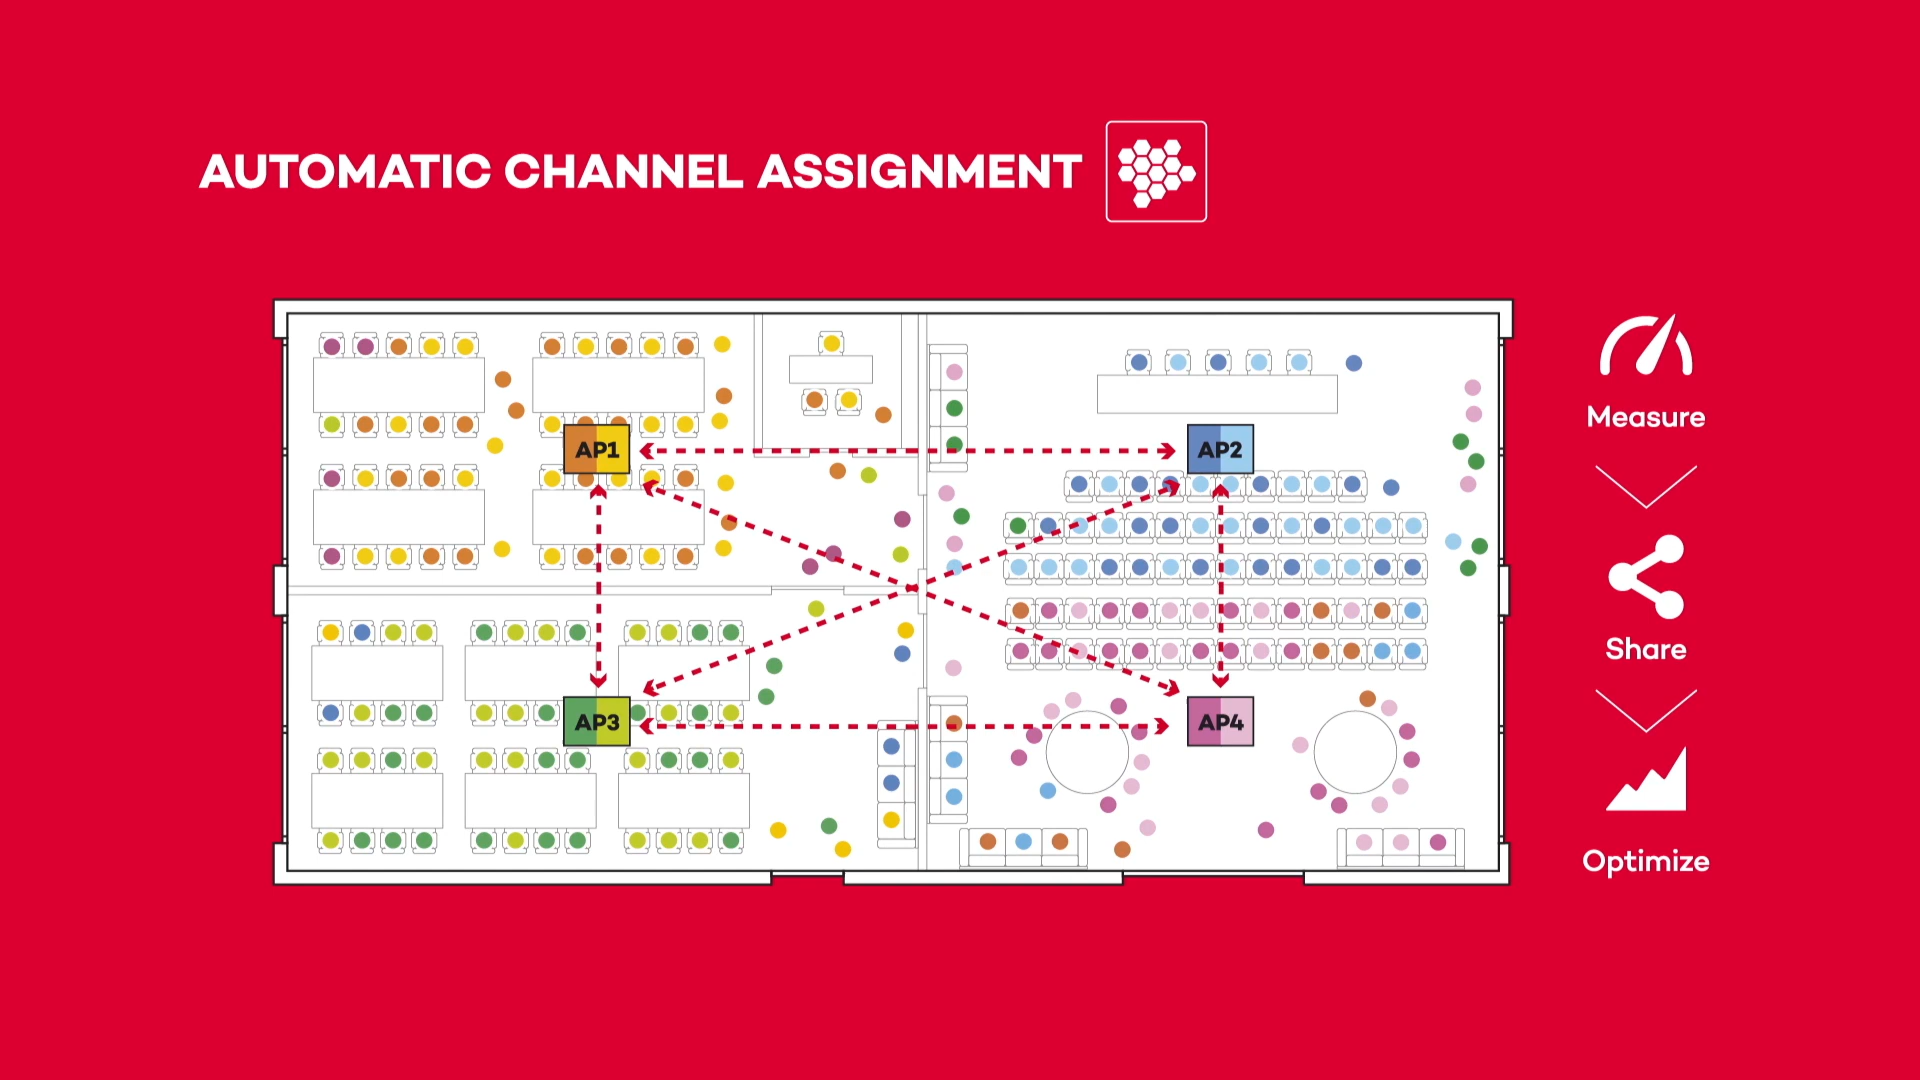 AUTOMATIC CHANNEL ASSIGNMENT
AP1
AP2
AP3
AP4
Measure
Share
Optimize